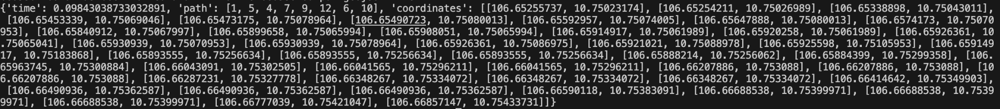 {'time': 0.09843038733032891, 'path': [1, 5, 4, 7, 9, 12, 6, 10], 'coordinates': [[106.65255737, 10.75023174], [106.65254211, 10.75026989], [106.65338898, 10.75043011],
 [106.65453339, 10.75069046], [106.65473175, 10.75078964], [106.65490723, 10.75080013], [106.65592957, 10.75074005], [106.65647888, 10.75080013], [106.6574173, 10.75070
953], [106.65840912, 10.75067997], [106.65899658, 10.75065994], [106.65908051, 10.75065994], [106.65914917, 10.75061989], [106.65920258, 10.75061989], [106.65926361, 10
.75065041], [106.65930939, 10.75070953], [106.65930939, 10.75078964], [106.65926361, 10.75086975], [106.65921021, 10.75088978], [106.65925598, 10.75105953], [106.659149
17, 10.75183868], [106.65893555, 10.75256634], [106.65893555, 10.75256634], [106.65893555, 10.75256634], [106.65888214, 10.75256062], [106.65884399, 10.75299358], [106.
65963745, 10.75300884], [106.66043091, 10.75302505], [106.66041565, 10.75296211], [106.66041565, 10.75296211], [106.66207886, 10.753088], [106.66207886, 10.753088], [10
6.66207886, 10.753088], [106.66287231, 10.75327778], [106.66348267, 10.75334072], [106.66348267, 10.75334072], [106.66348267, 10.75334072], [106.66414642, 10.75349903],
 [106.66490936, 10.75362587], [106.66490936, 10.75362587], [106.66490936, 10.75362587], [106.66590118, 10.75383091], [106.66688538, 10.75399971], [106.66688538, 10.7539
9971], [106.66688538, 10.75399971], [106.66777039, 10.75421047], [106.66857147, 10.75433731]]}